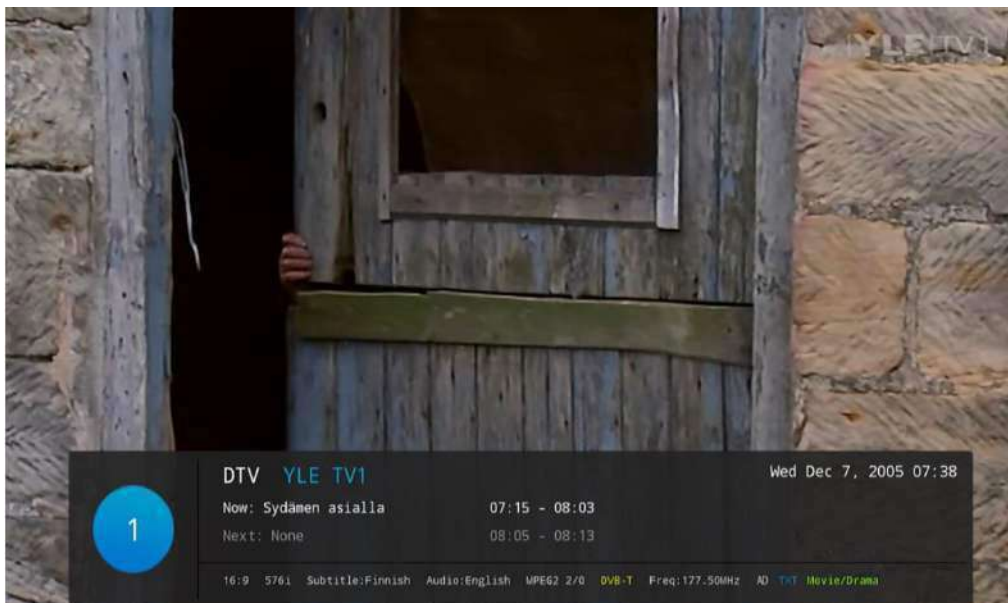 YLE TV1
DTV YLE TV1
Wed Dec 7, 2005 07:38
1
Now: Sydämen asialla 07:15 - 08:03
Next: None 08:05 - 08:13
16:9 576i Subtitle:Finnish Audio:English MPEG2 2/0 DVB-T Freq:177.50MHz AD TXT Movie/Drama